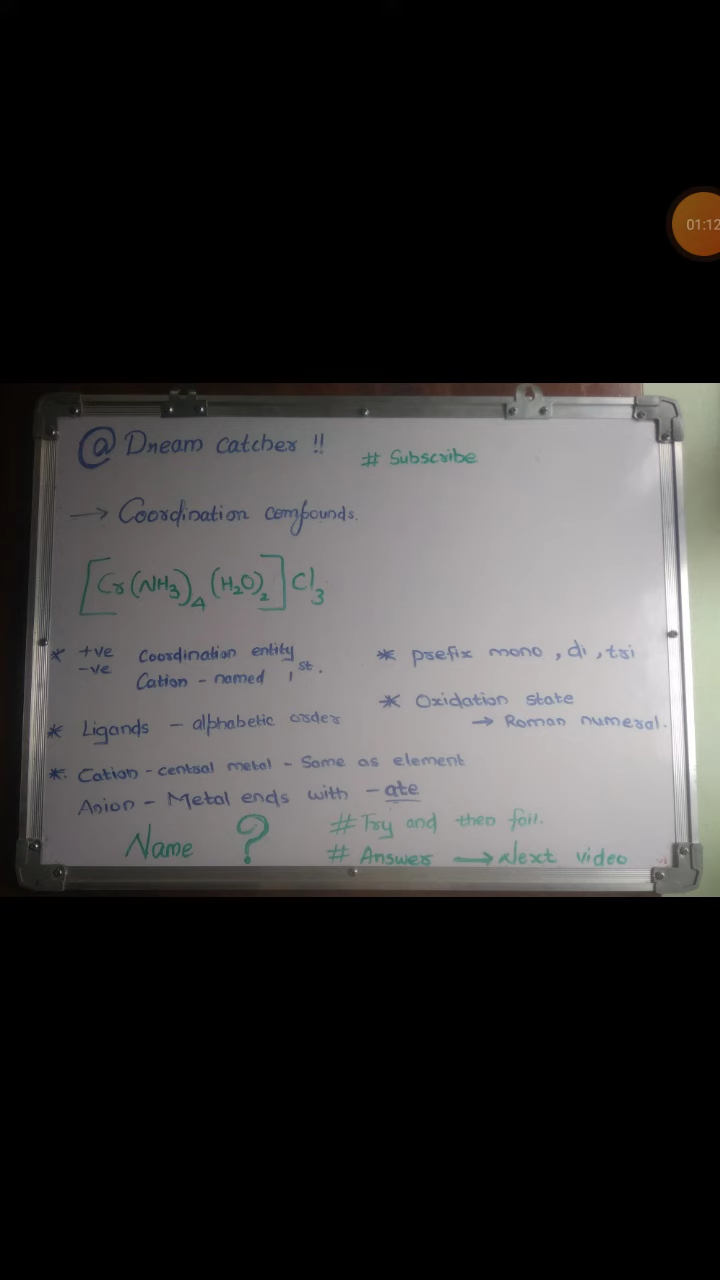 01:12
@ Dream catcher !!
# Subscribe
→ Coordination compounds.
[Cr(NH3)4 (H2O)2] Cl3
* +ve Coordination entity
-ve
Cation - named 1st.
* prefix mono, di, tri
* Oxidation state
→ Roman numeral.
* Ligands - alphabetic order
* Cation - central metal - Same as element
Anion - Metal ends with - ate
Name ?
# Try and then fail.
# Answer → Next video